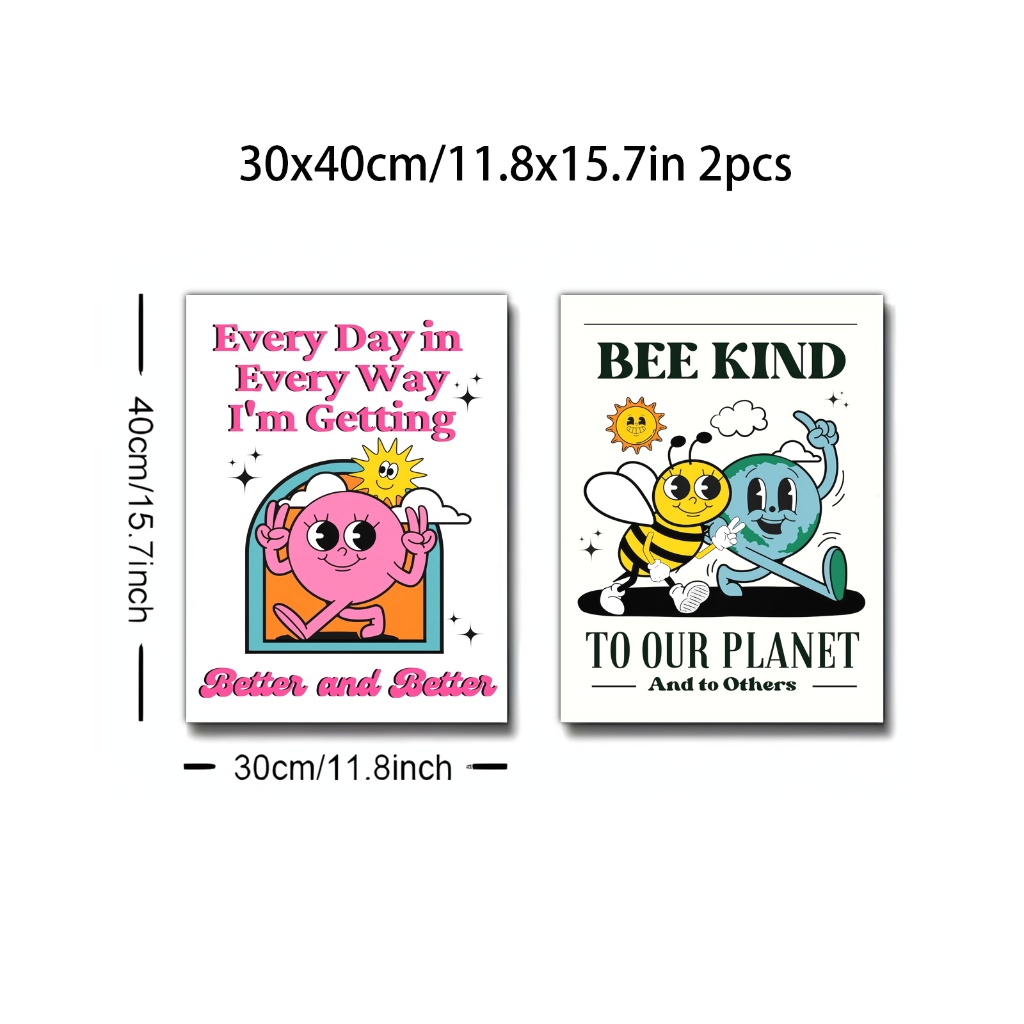 30x40cm/11.8x15.7in 2pcs
40cm/15.7inch
Every Day in
Every Way
I'm Getting
Better and Better
BEE KIND
TO OUR PLANET
And to Others
30cm/11.8inch